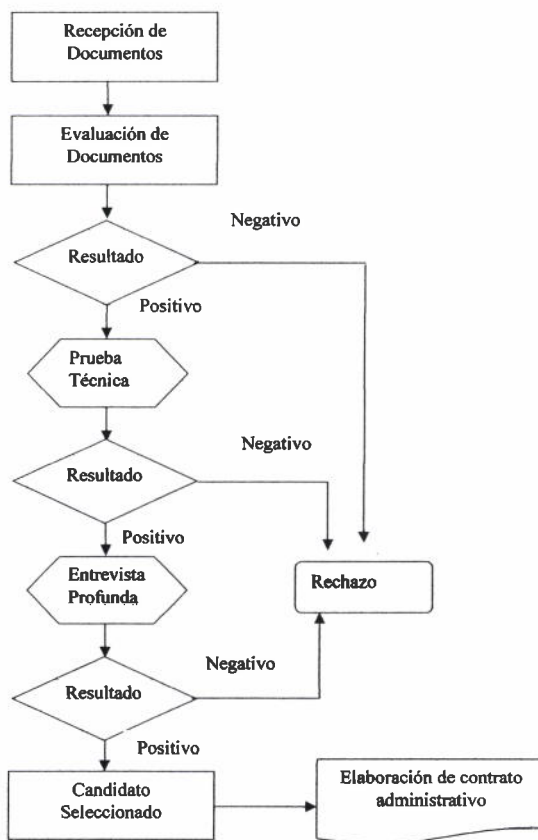 Recepción de
Documentos
Evaluación de
Documentos
Negativo
Resultado
Positivo
Prueba
Técnica
Negativo
Resultado
Positivo
Entrevista
Profunda
Rechazo
Negativo
Resultado
Positivo
Candidato
Seleccionado
Elaboración de contrato
administrativo